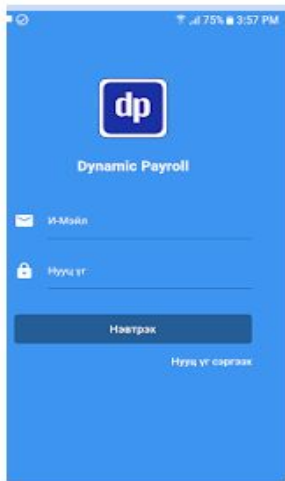 75% 3:57 PM
dp
Dynamic Payroll
И-Мэйл
Нууц үг
Нэвтрэх
Нууц үг сэргээх